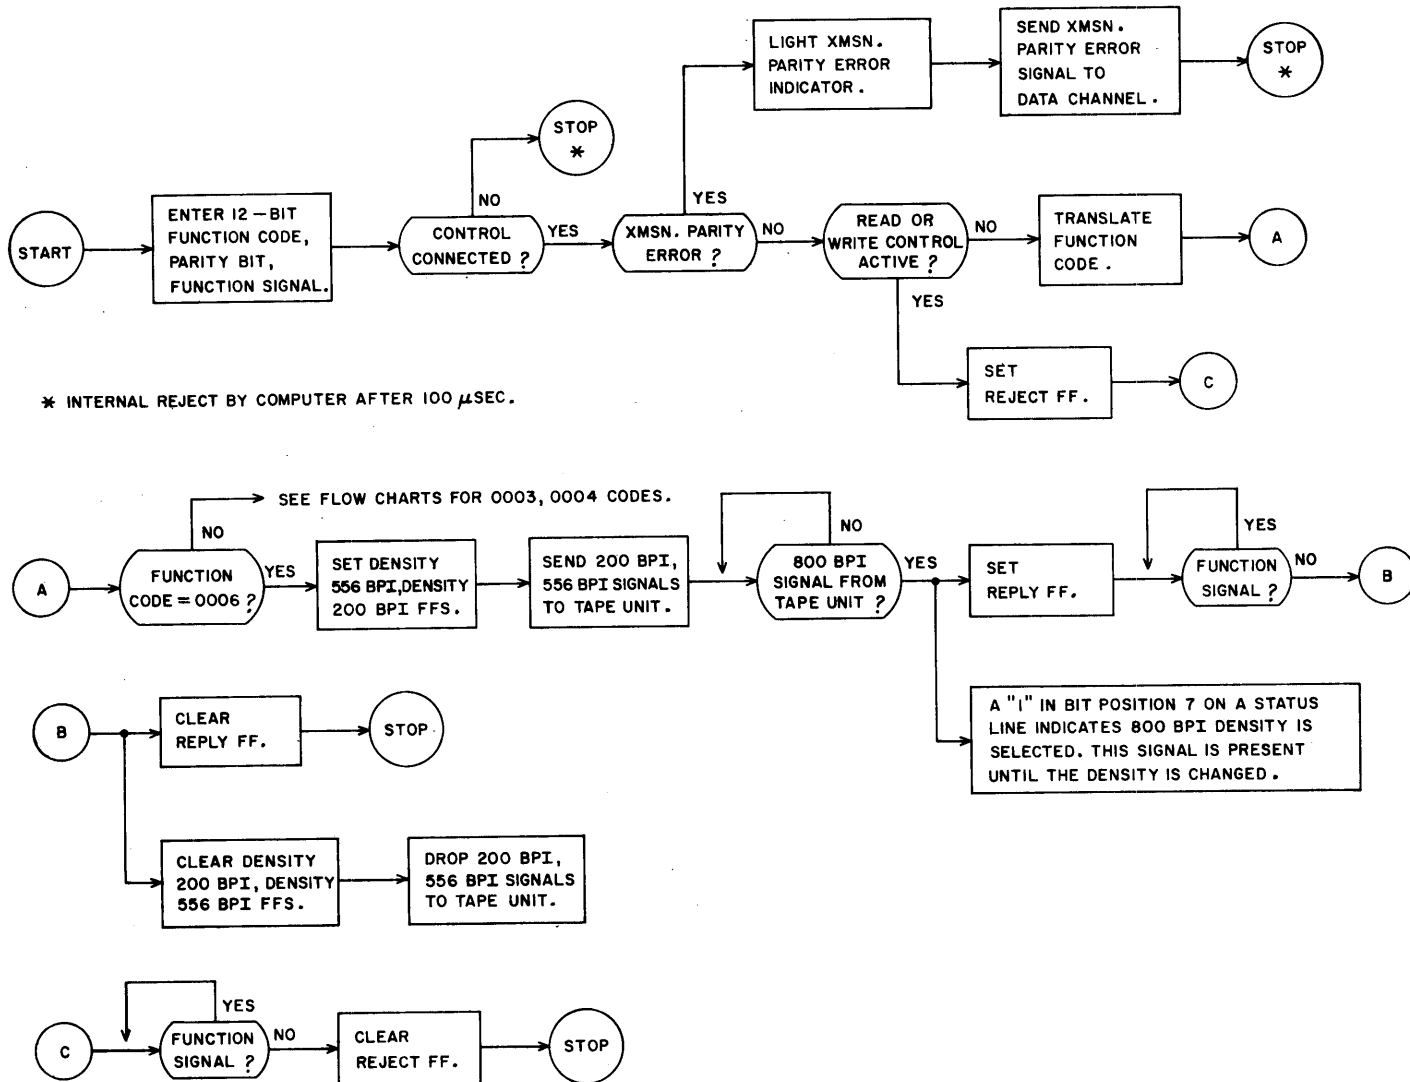 LIGHT XMSN.
PARITY ERROR
INDICATOR.
SEND XMSN.
PARITY ERROR
SIGNAL TO
DATA CHANNEL.
STOP
*
STOP
*
NO
YES
START
ENTER 12-BIT
FUNCTION CODE,
PARITY BIT,
FUNCTION SIGNAL.
CONTROL
CONNECTED ?
YES
XMSN. PARITY
ERROR ?
NO
READ OR
WRITE CONTROL
ACTIVE ?
NO
TRANSLATE
FUNCTION
CODE.
A
YES
SET
REJECT FF.
C
* INTERNAL REJECT BY COMPUTER AFTER 100 μSEC.
SEE FLOW CHARTS FOR 0003, 0004 CODES.
NO
NO
YES
A
FUNCTION
CODE = 0006 ?
YES
SET DENSITY
556 BPI, DENSITY
200 BPI FFS.
SEND 200 BPI,
556 BPI SIGNALS
TO TAPE UNIT.
800 BPI
SIGNAL FROM
TAPE UNIT ?
YES
SET
REPLY FF.
FUNCTION
SIGNAL ?
NO
B
B
CLEAR
REPLY FF.
STOP
A "1" IN BIT POSITION 7 ON A STATUS
LINE INDICATES 800 BPI DENSITY IS
SELECTED. THIS SIGNAL IS PRESENT
UNTIL THE DENSITY IS CHANGED.
CLEAR DENSITY
200 BPI, DENSITY
556 BPI FFS.
DROP 200 BPI,
556 BPI SIGNALS
TO TAPE UNIT.
YES
C
FUNCTION
SIGNAL ?
NO
CLEAR
REJECT FF.
STOP